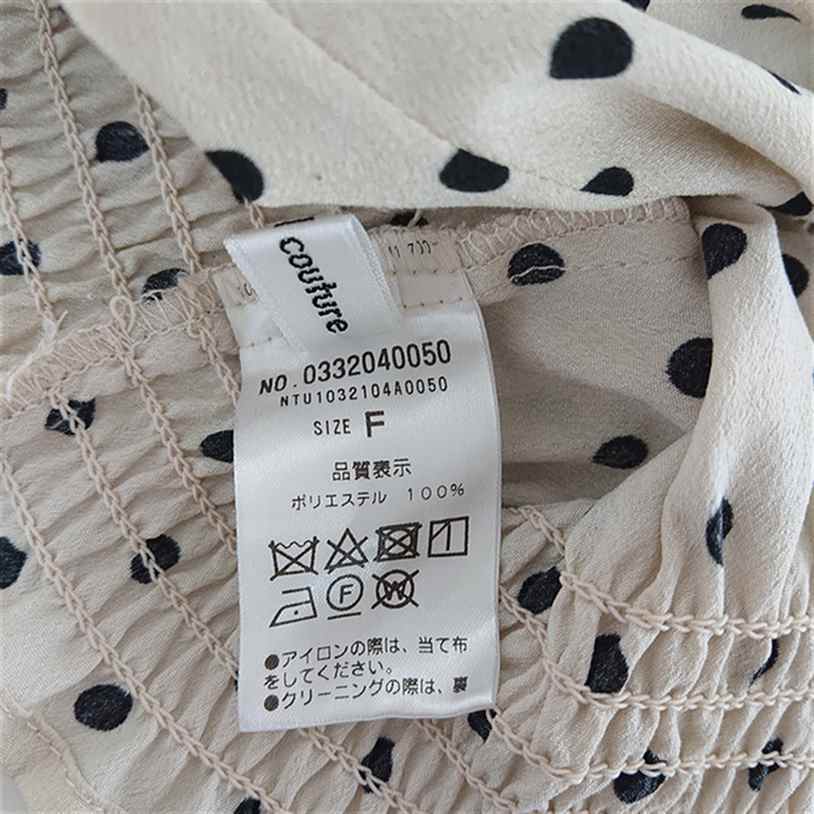 couture
11 700
NO.0332040050
NTU1032104A0050
SIZE F
品質表示
ポリエステル 100%
F
W
●アイロンの際は、当て布
をしてください。
●クリーニングの際は、裏